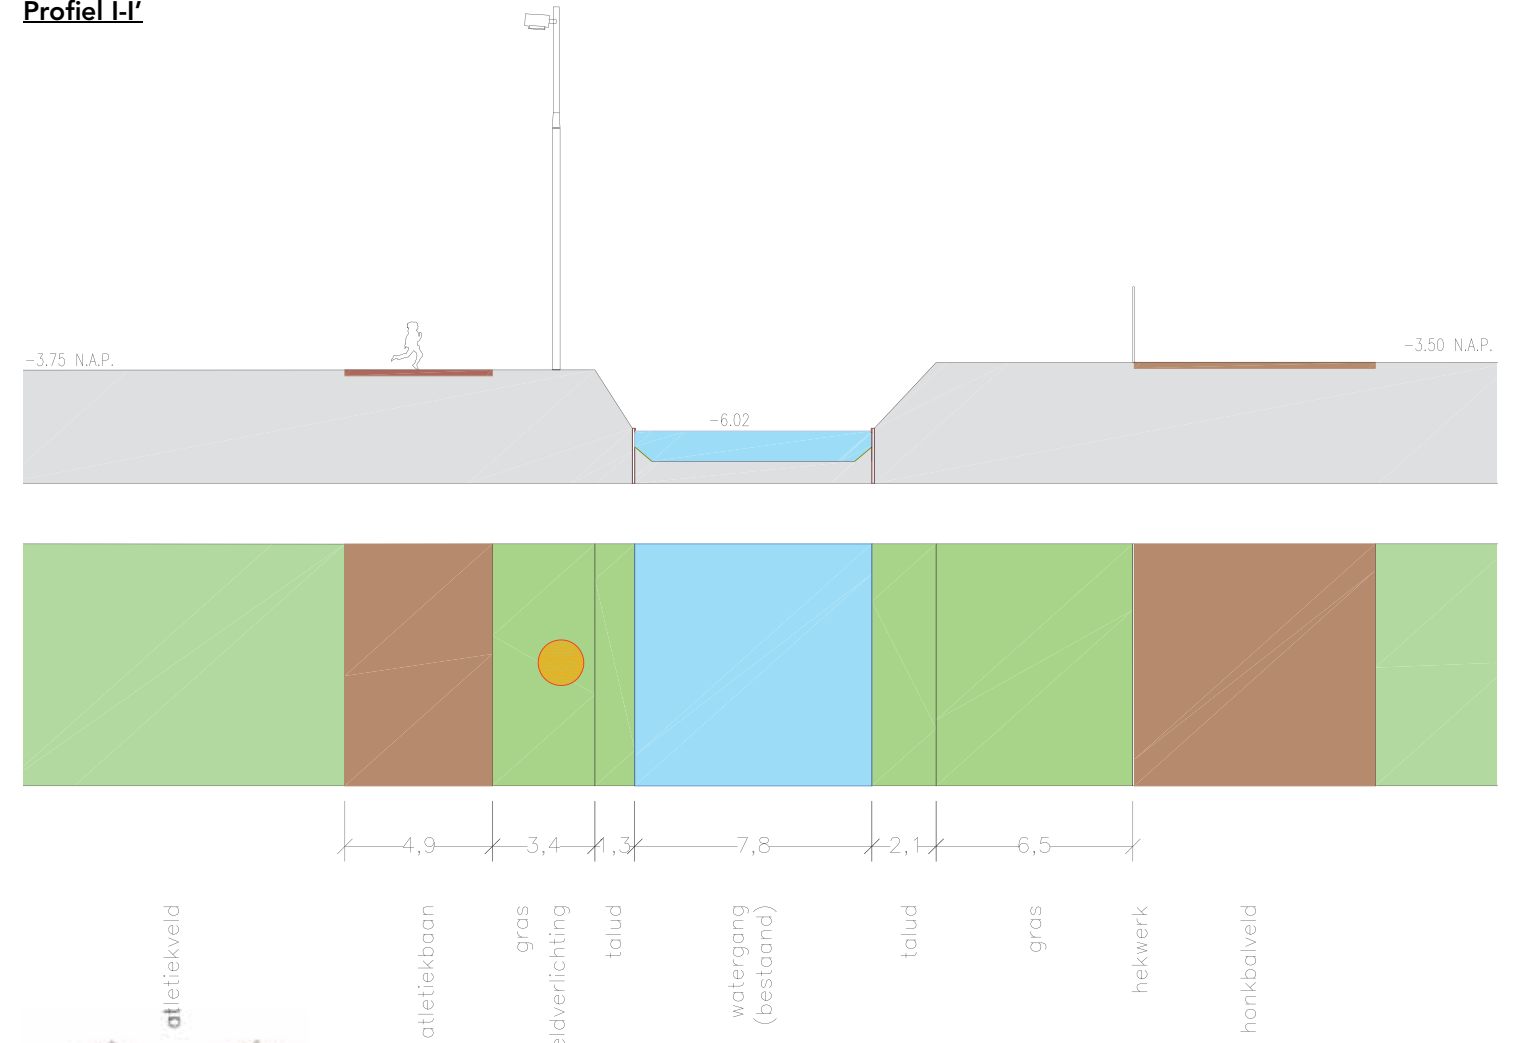 Profiel I-I'
-3.75 N.A.P.
-3.50 N.A.P.
-6.02
4,9
3,4
1,3
7,8
2,1
6,5
atletiekveld
atletiekbaan
gras
eldverlichting
talud
watergang
(bestaand)
talud
gras
hekwerk
honkbalveld